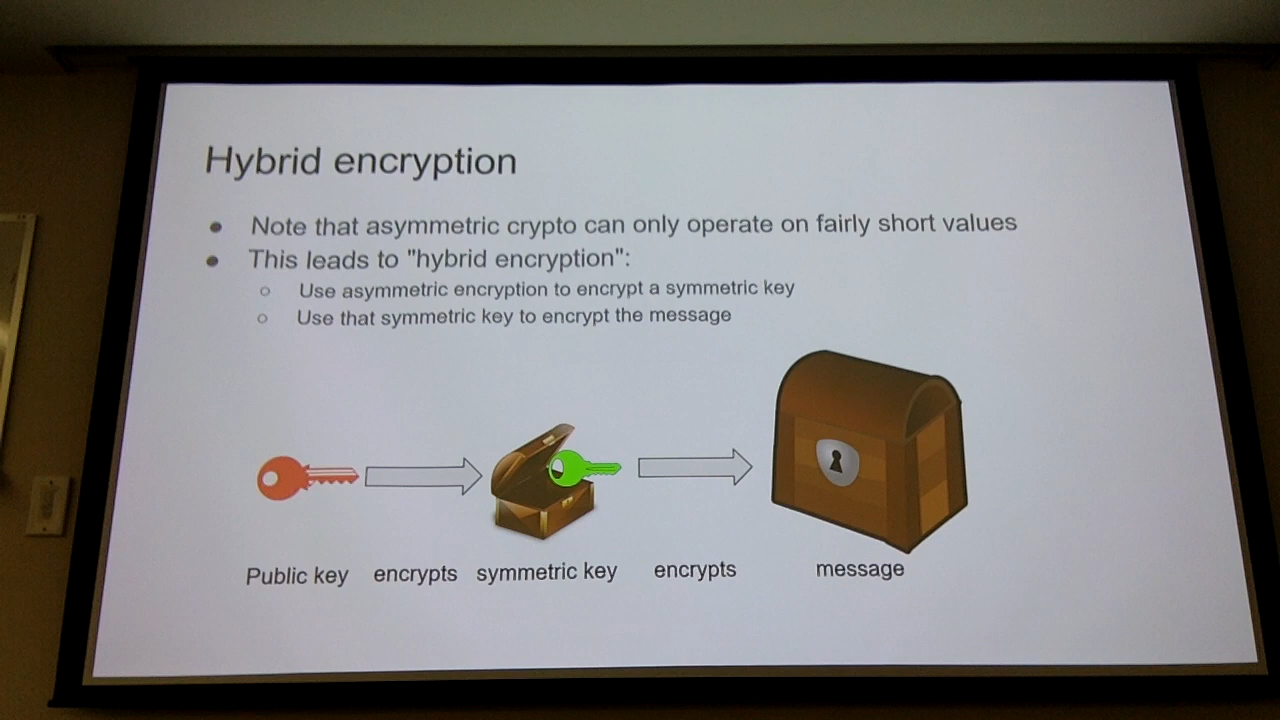 Hybrid encryption
● Note that asymmetric crypto can only operate on fairly short values
● This leads to "hybrid encryption":
○ Use asymmetric encryption to encrypt a symmetric key
○ Use that symmetric key to encrypt the message
Public key encrypts symmetric key encrypts message